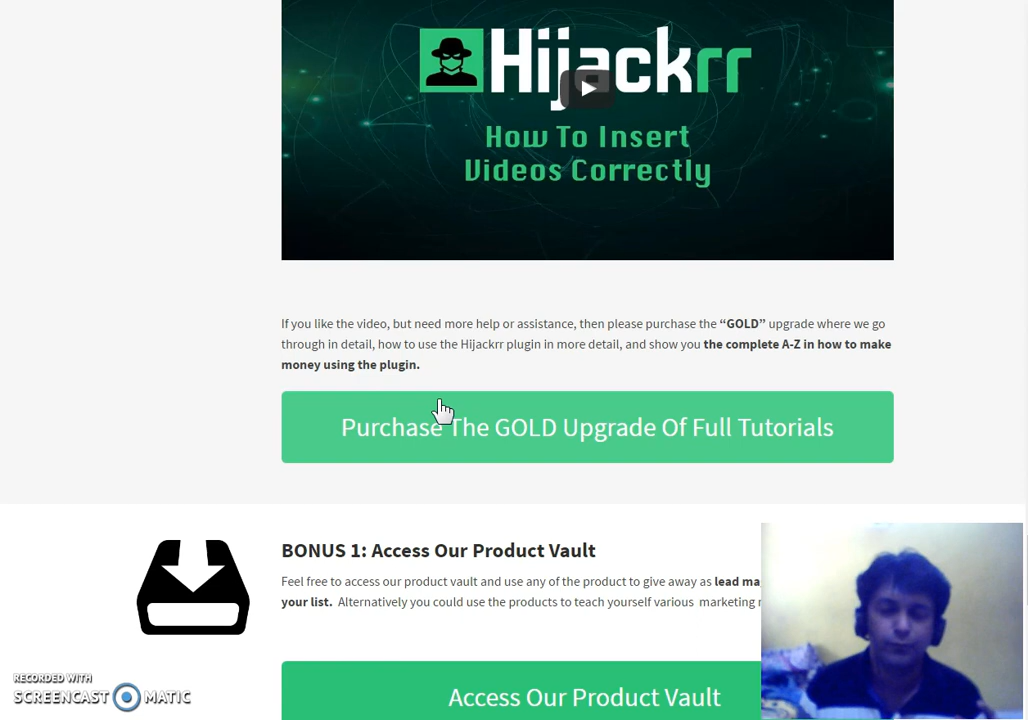 Hijackrr
How To Insert
Videos Correctly
If you like the video, but need more help or assistance, then please purchase the “GOLD” upgrade where we go
through in detail, how to use the Hijackrr plugin in more detail, and show you the complete A-Z in how to make
money using the plugin.
Purchase The GOLD Upgrade Of Full Tutorials
BONUS 1: Access Our Product Vault
Feel free to access our product vault and use any of the product to give away as lead
your list. Alternatively you could use the products to teach yourself various marketing
Access Our Product Vault
RECORDED WITH
SCREENCAST MATIC